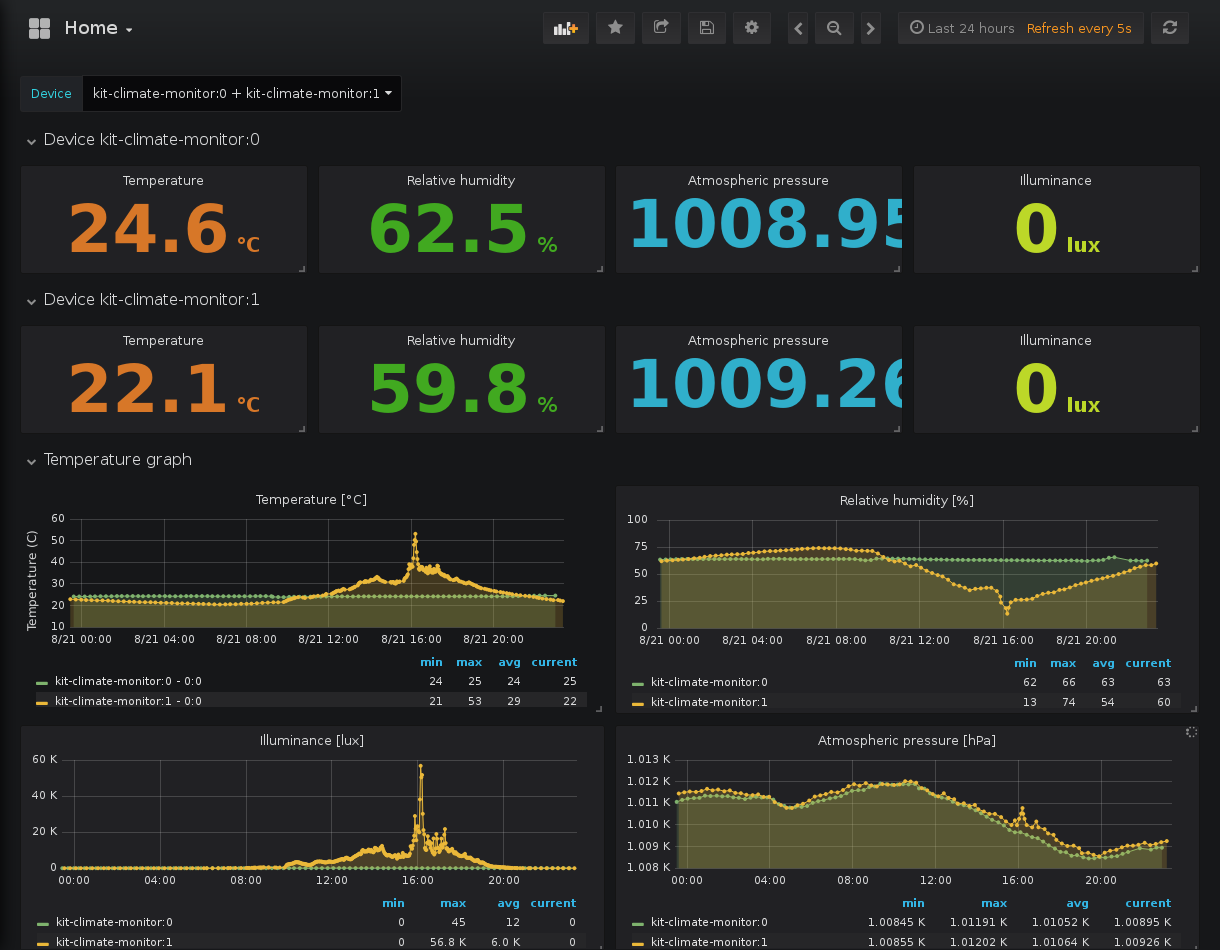 Home
Last 24 hours Refresh every 5s
Device kit-climate-monitor:0 + kit-climate-monitor:1
Device kit-climate-monitor:0
Temperature Relative humidity Atmospheric pressure Illuminance
24.6 °C 62.5 % 1008.95 0 lux
Device kit-climate-monitor:1
Temperature Relative humidity Atmospheric pressure Illuminance
22.1 °C 59.8 % 1009.26 0 lux
Temperature graph
Temperature [°C]
Temperature (C)
60
50
40
30
20
10
8/21 00:00 8/21 04:00 8/21 08:00 8/21 12:00 8/21 16:00 8/21 20:00
min max avg current
kit-climate-monitor:0 - 0:0 24 25 24 25
kit-climate-monitor:1 - 0:0 21 53 29 22
Relative humidity [%]
100
75
50
25
0
8/21 00:00 8/21 04:00 8/21 08:00 8/21 12:00 8/21 16:00 8/21 20:00
min max avg current
kit-climate-monitor:0 62 66 63 63
kit-climate-monitor:1 13 74 54 60
Illuminance [lux]
60 K
40 K
20 K
0
00:00 04:00 08:00 12:00 16:00 20:00
min max avg current
kit-climate-monitor:0 0 45 12 0
kit-climate-monitor:1 0 56.8 K 6.0 K 0
Atmospheric pressure [hPa]
1.013 K
1.012 K
1.011 K
1.010 K
1.009 K
1.008 K
00:00 04:00 08:00 12:00 16:00 20:00
min max avg current
kit-climate-monitor:0 1.00845 K 1.01191 K 1.01052 K 1.00895 K
kit-climate-monitor:1 1.00855 K 1.01202 K 1.01064 K 1.00926 K